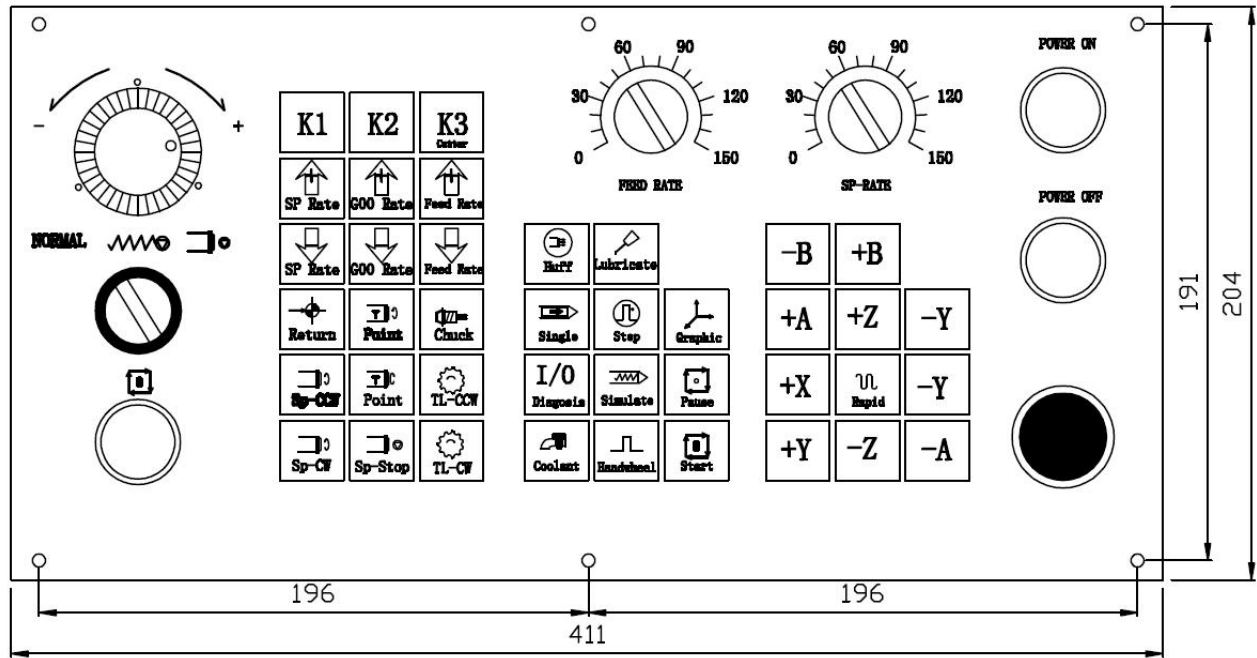 POWER ON
60 90
30 120
0 150
FEED RATE
60 90
30 120
0 150
SP-RATE
- +
K1 K2 K3
Cutter
SP Rate G00 Rate Feed Rate
POWER OFF
NORMAL
SP Rate G00 Rate Feed Rate
Huff Lubricate
-B +B
Return Point Chuck
Single Step Graphic
+A +Z -Y
Sp-CCW Point TL-CCW
I/O
Diagnosis Simulate Pause
+X Rapid -Y
Sp-CW Sp-Stop TL-CW
Coolant Handwheel Start
+Y -Z -A
191
204
196 196
411